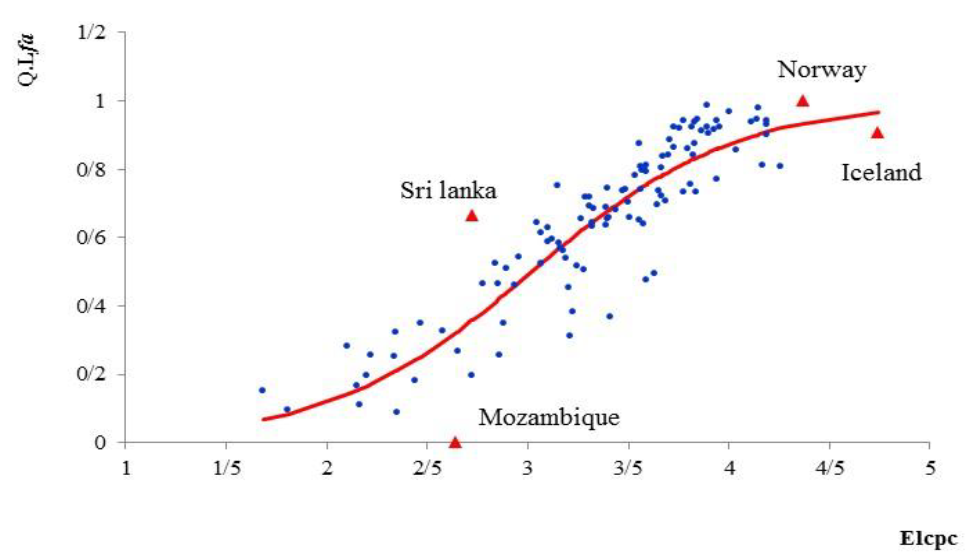 Q.Lfa
1/2
1
0/8
0/6
0/4
0/2
0
Norway
Iceland
Sri lanka
Mozambique
1 1/5 2 2/5 3 3/5 4 4/5 5
Elcpc